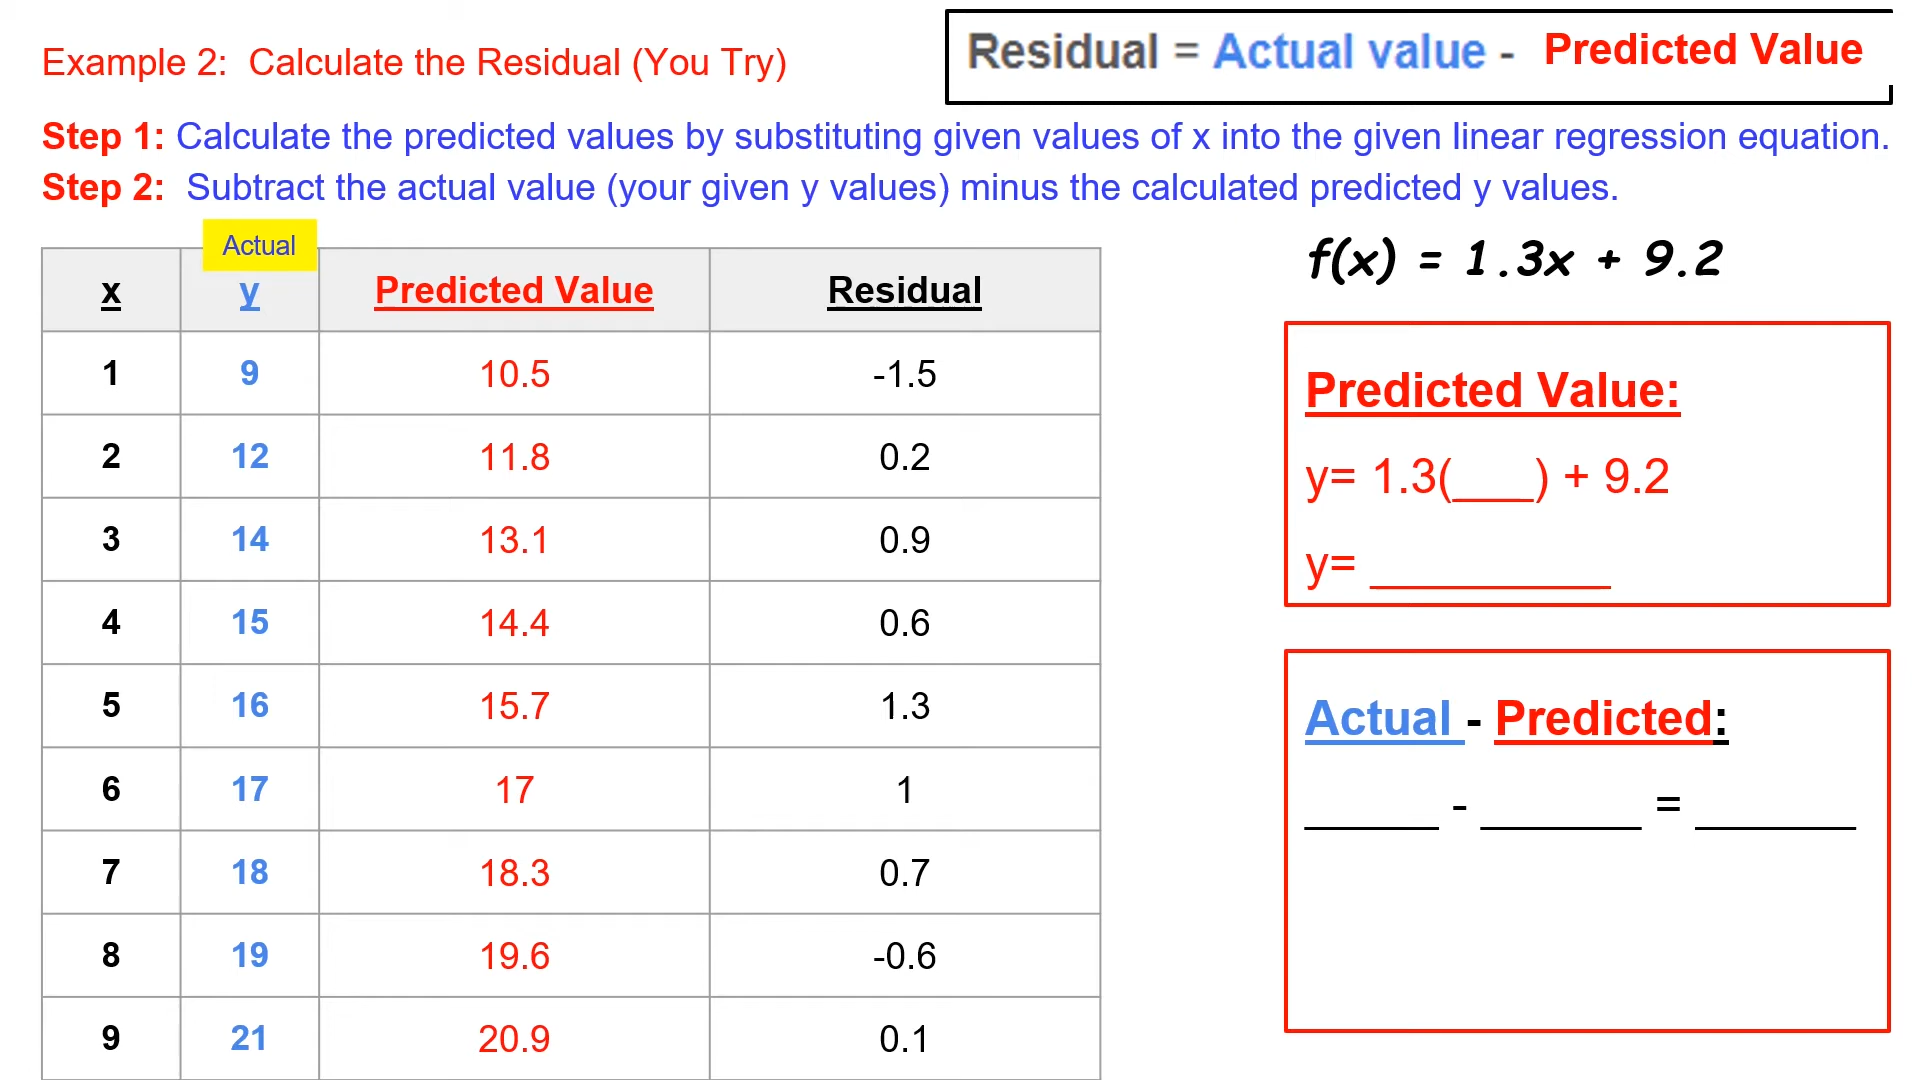 Example 2: Calculate the Residual (You Try)
Residual = Actual value - Predicted Value
Step 1: Calculate the predicted values by substituting given values of x into the given linear regression equation.
Step 2: Subtract the actual value (your given y values) minus the calculated predicted y values.
Actual
x y Predicted Value Residual
1 9 10.5 -1.5
2 12 11.8 0.2
3 14 13.1 0.9
4 15 14.4 0.6
5 16 15.7 1.3
6 17 17 1
7 18 18.3 0.7
8 19 19.6 -0.6
9 21 20.9 0.1
f(x) = 1.3x + 9.2
Predicted Value:
y= 1.3(___) + 9.2
y= _________
Actual - Predicted:
_____ - ______ = ______